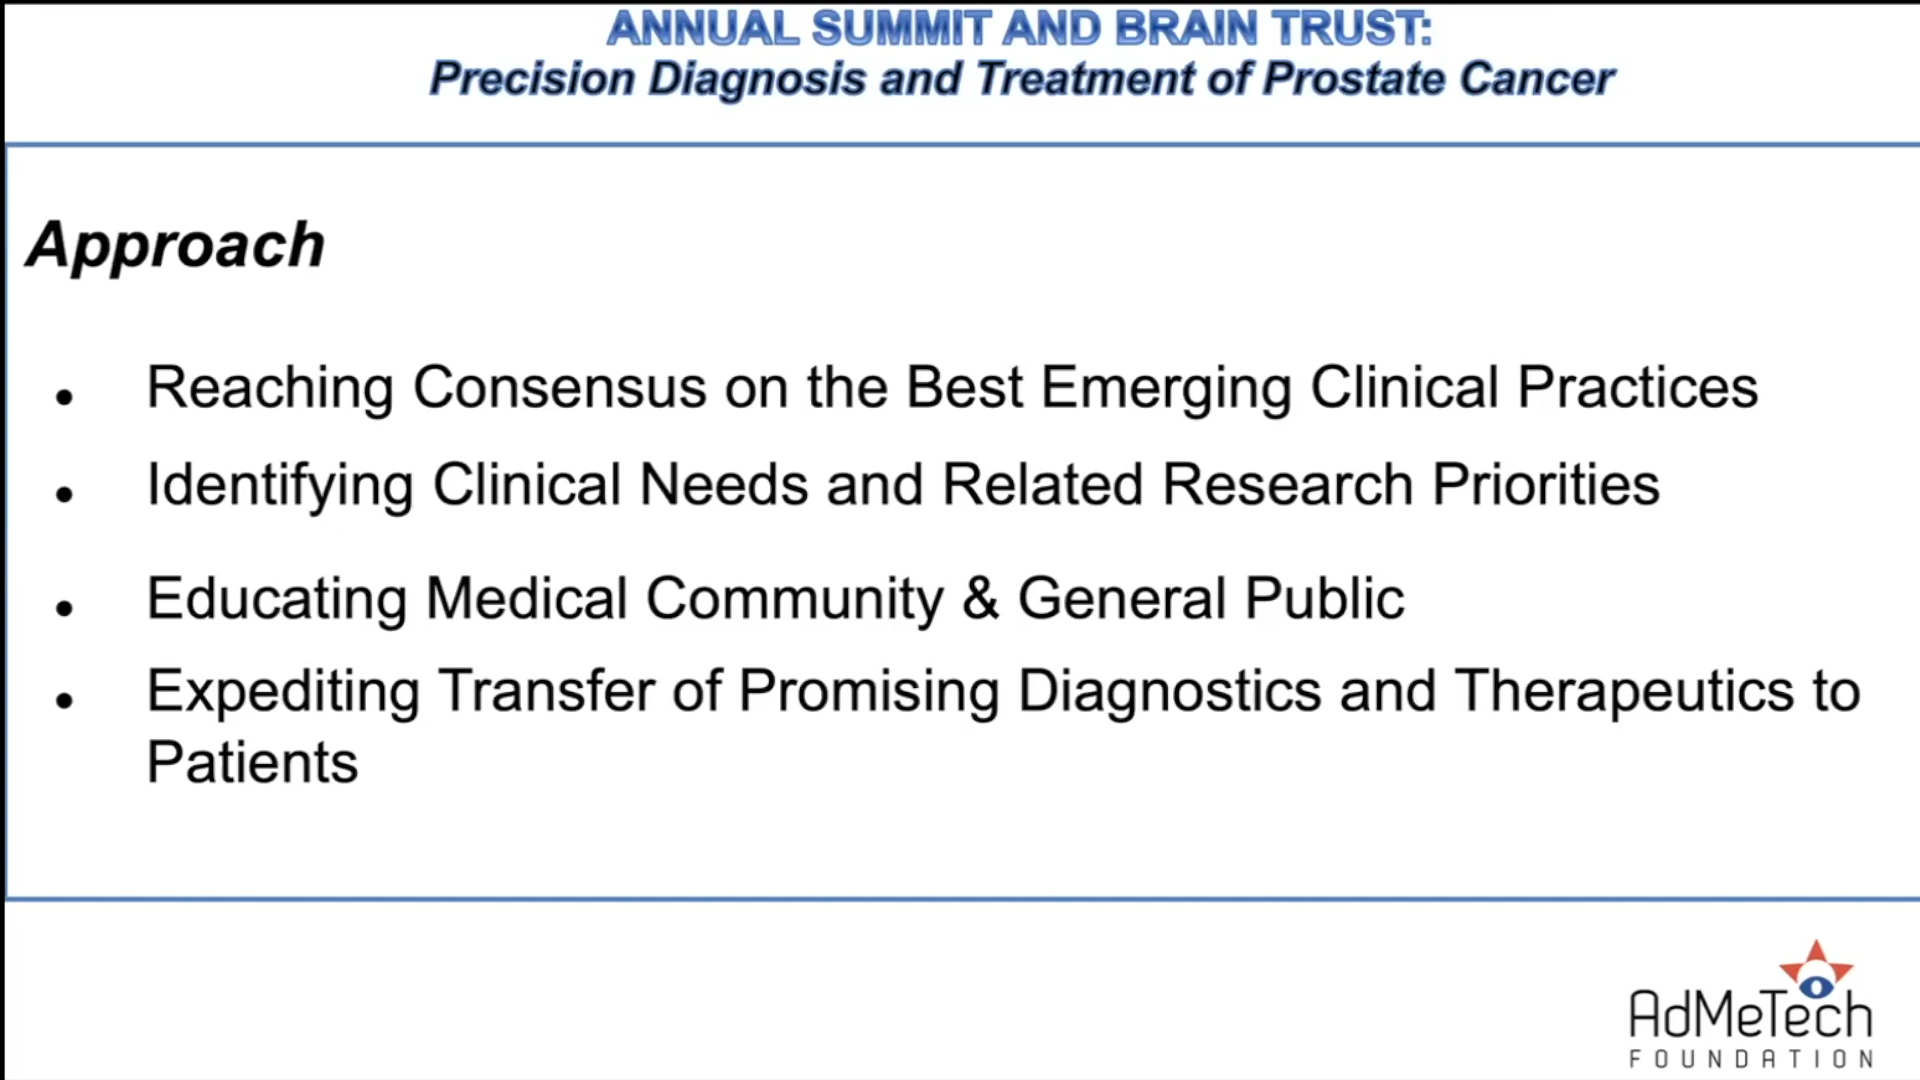 ANNUAL SUMMIT AND BRAIN TRUST:
Precision Diagnosis and Treatment of Prostate Cancer
Approach
• Reaching Consensus on the Best Emerging Clinical Practices
• Identifying Clinical Needs and Related Research Priorities
• Educating Medical Community & General Public
• Expediting Transfer of Promising Diagnostics and Therapeutics to
Patients
AdMeTech
FOUNDATION